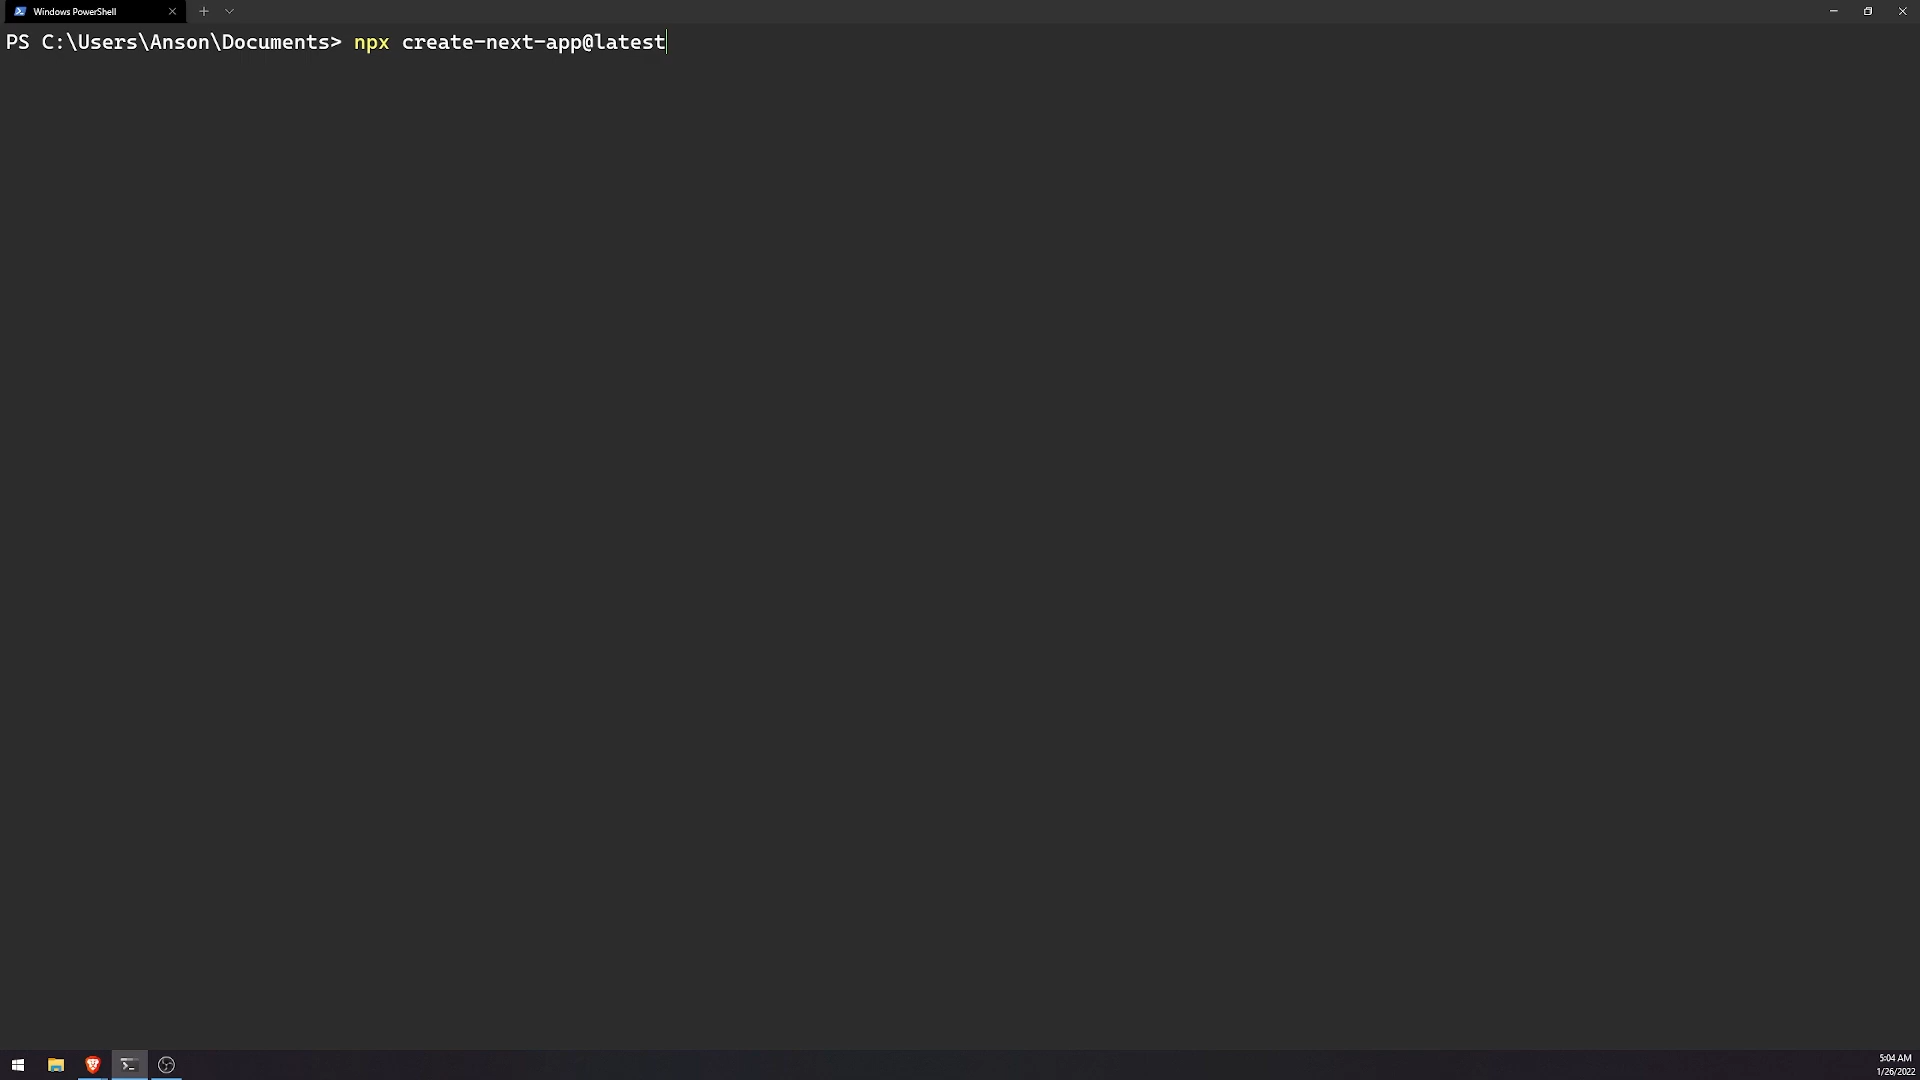 Windows PowerShell
PS C:\Users\Anson\Documents> npx create-next-app@latest
5:04 AM
1/26/2022